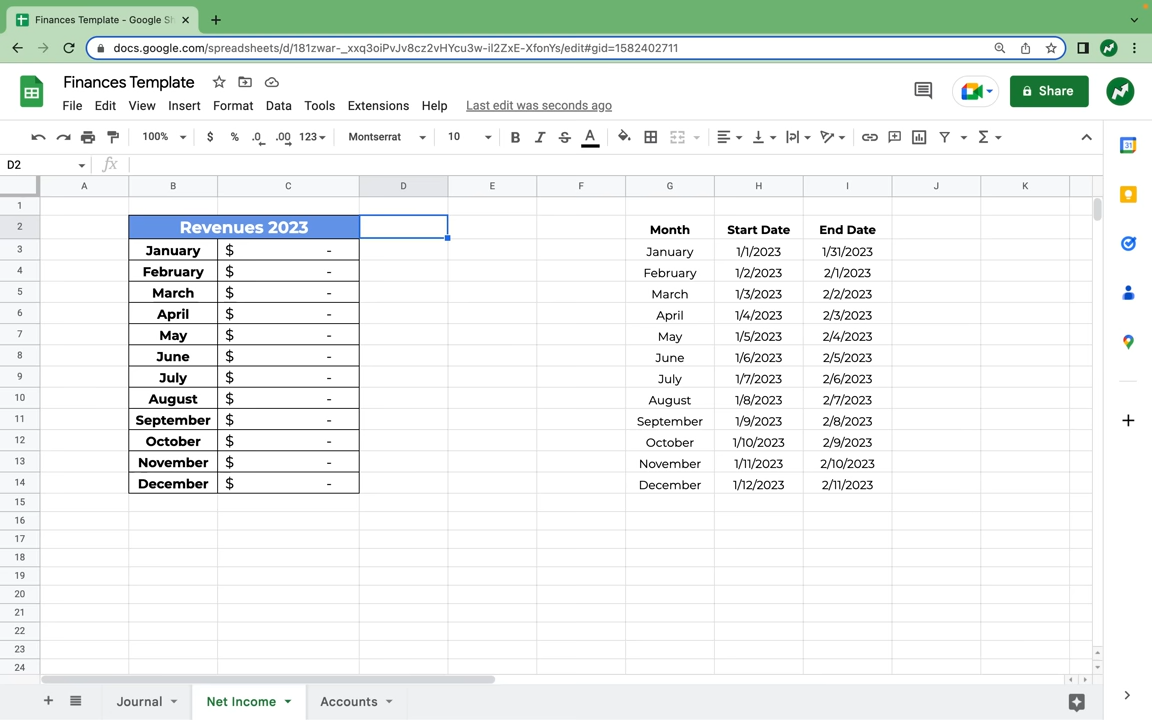 Finances Template - Google Sh
docs.google.com/spreadsheets/d/181zwar-_xxq3oiPvJv8cz2vHYcu3w-il2ZxE-XfonYs/edit#gid=1582402711
Finances Template
File Edit View Insert Format Data Tools Extensions Help Last edit was seconds ago
Share
100% $ % .0 .00 123 Montserrat 10 B I S A
31
D2 fx
A B C D E F G H I J K
1
2 Revenues 2023 Month Start Date End Date
3 January $ - January 1/1/2023 1/31/2023
4 February $ - February 1/2/2023 2/1/2023
5 March $ - March 1/3/2023 2/2/2023
6 April $ - April 1/4/2023 2/3/2023
7 May $ - May 1/5/2023 2/4/2023
8 June $ - June 1/6/2023 2/5/2023
9 July $ - July 1/7/2023 2/6/2023
10 August $ - August 1/8/2023 2/7/2023
11 September $ - September 1/9/2023 2/8/2023
12 October $ - October 1/10/2023 2/9/2023
13 November $ - November 1/11/2023 2/10/2023
14 December $ - December 1/12/2023 2/11/2023
15
16
17
18
19
20
21
22
23
24
Journal Net Income Accounts